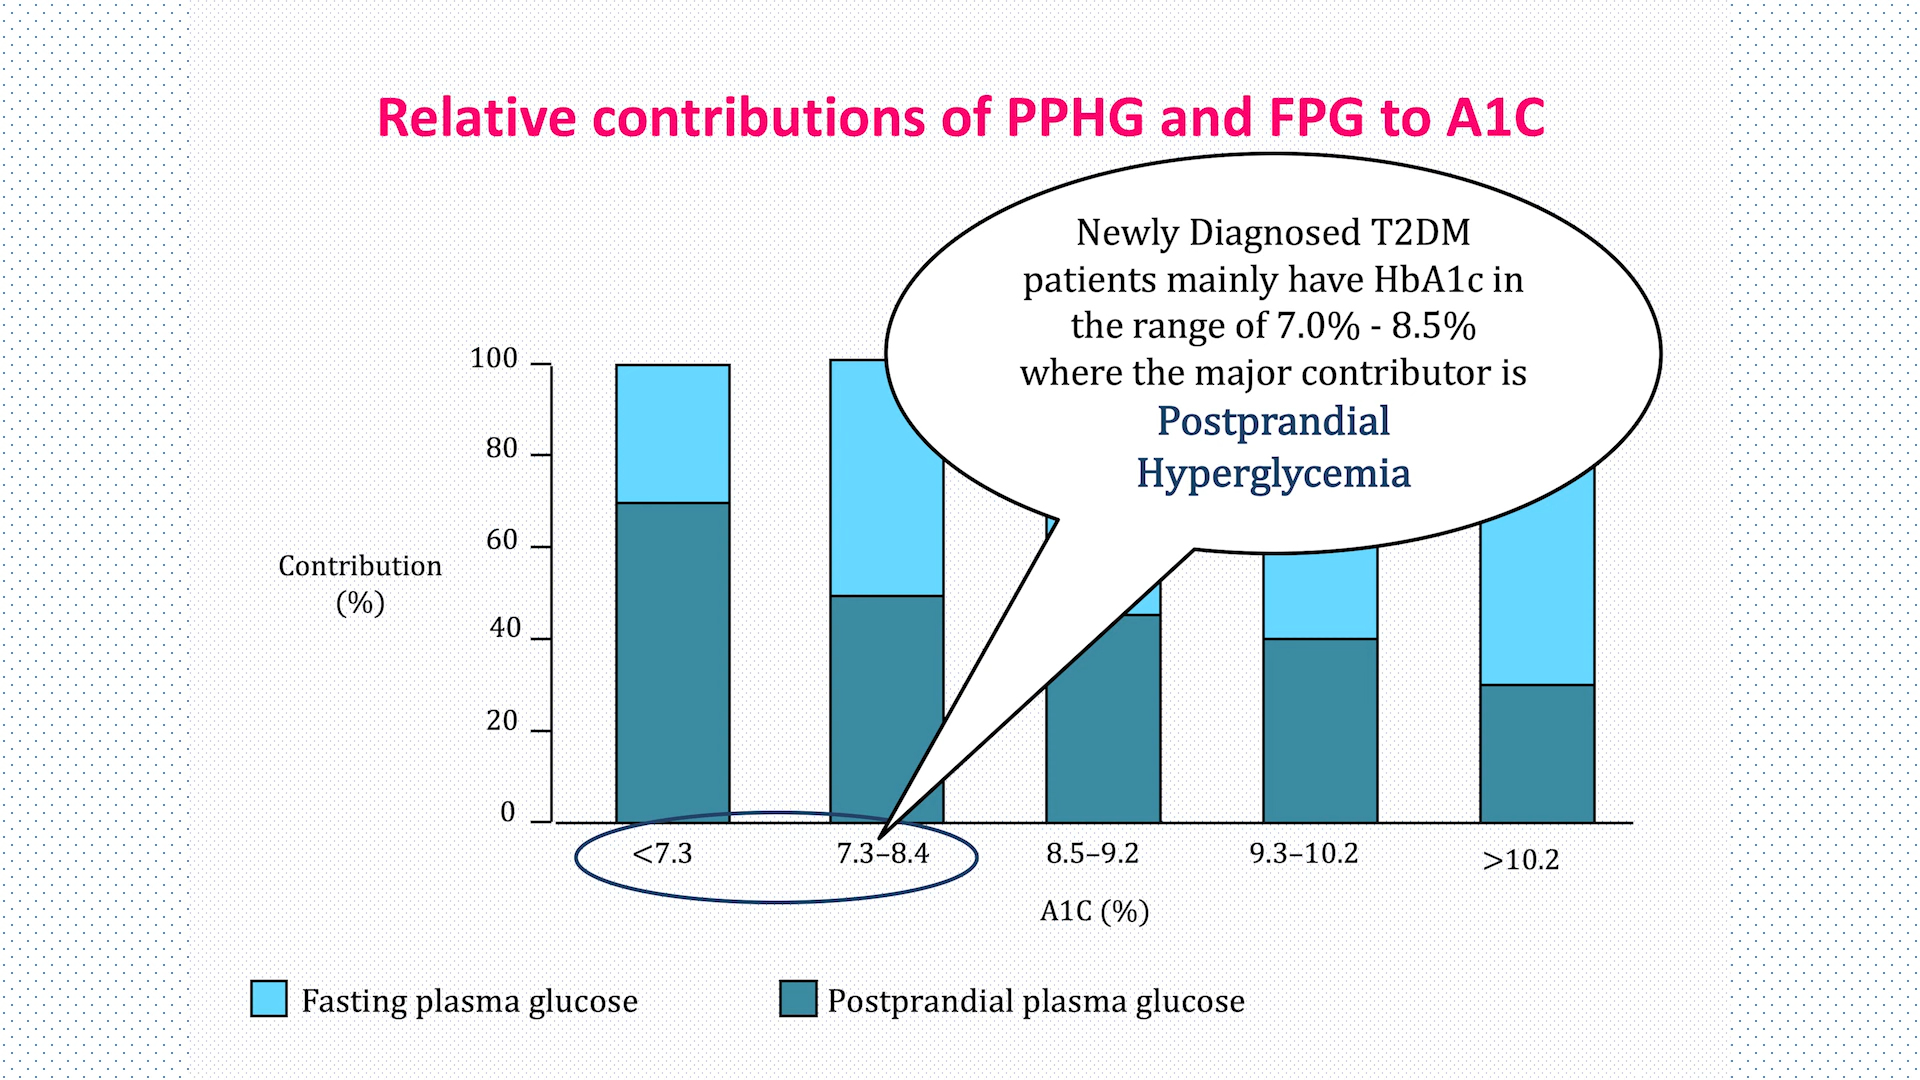 Relative contributions of PPHG and FPG to A1C
Newly Diagnosed T2DM
patients mainly have HbA1c in
the range of 7.0% - 8.5%
where the major contributor is
Postprandial
Hyperglycemia
100
80
60
40
20
0
Contribution
(%)
<7.3
7.3–8.4
8.5–9.2
9.3–10.2
>10.2
A1C (%)
Fasting plasma glucose
Postprandial plasma glucose